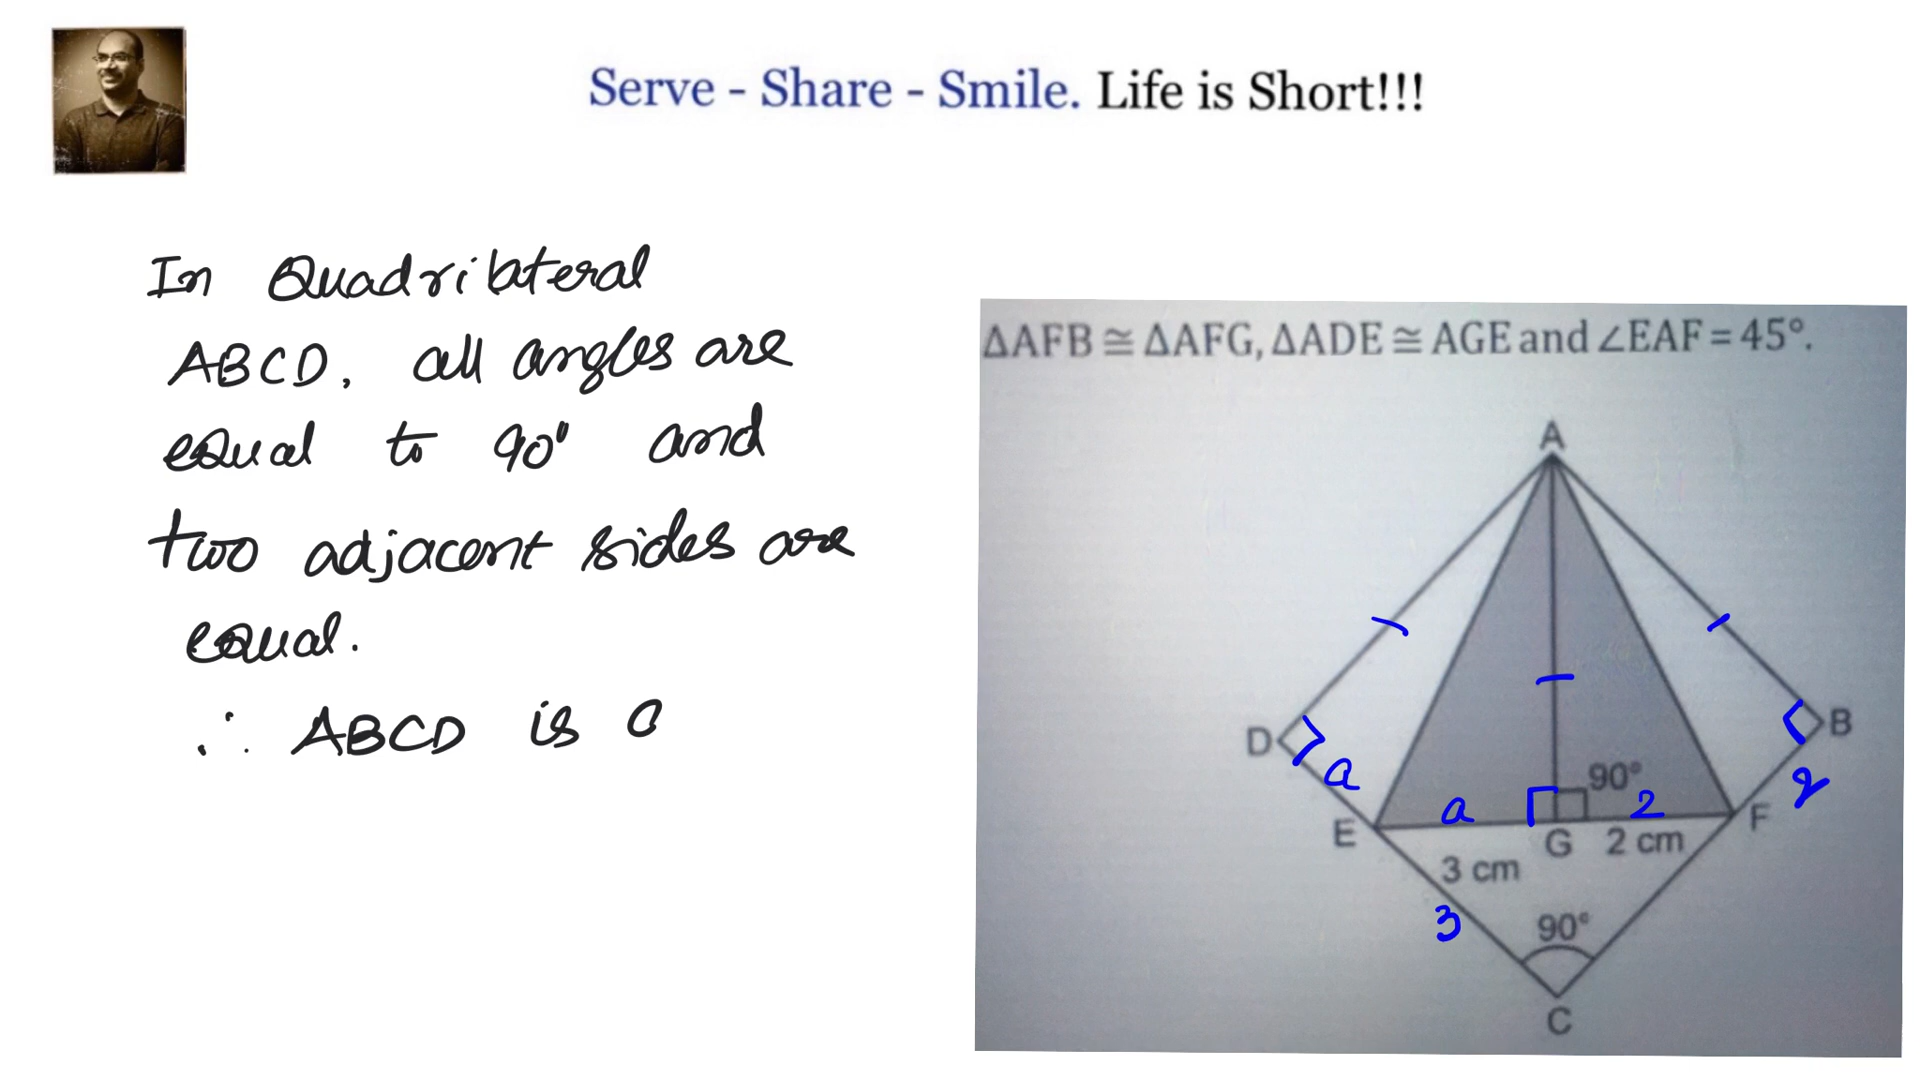 Serve - Share - Smile. Life is Short!!!
In Quadrilateral
ABCD, all angles are
equal to 90° and
two adjacent sides are
equal.
∴ ABCD is a
ΔAFB ≅ ΔAFG, ΔADE ≅ AGE and ∠EAF = 45°.
A
D
B
a
90°
2
a
2
E
G
2 cm
F
3 cm
3
90°
C